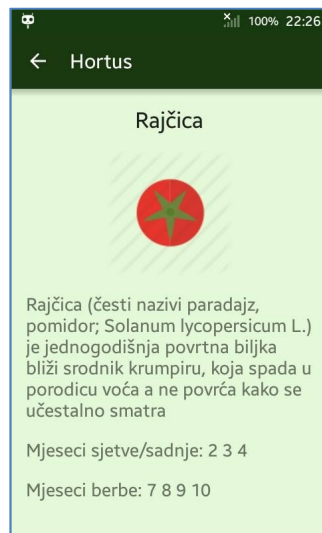 100% 22:26
← Hortus
Rajčica
Rajčica (česti nazivi paradajz,
pomidor; Solanum lycopersicum L.)
je jednogodišnja povrtna biljka
bliži srodnik krumpiru, koja spada u
porodicu voća a ne povrća kako se
učestalno smatra
Mjeseci sjetve/sadnje: 2 3 4
Mjeseci berbe: 7 8 9 10